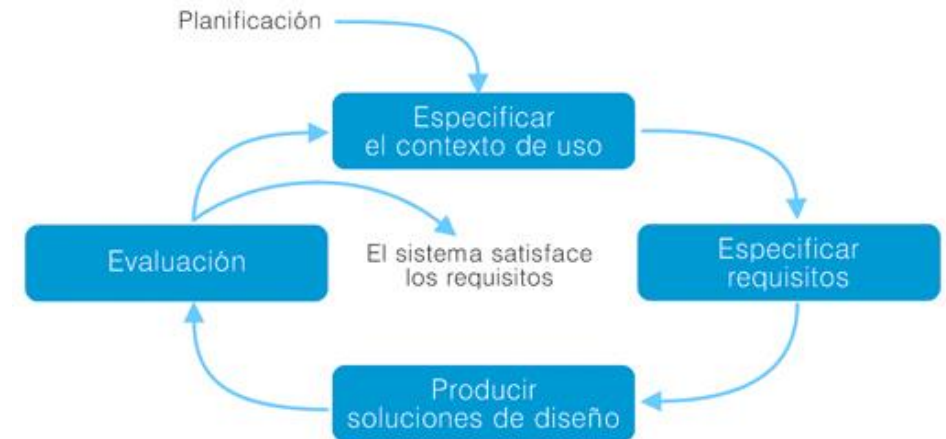 Planificación
Especificar
el contexto de uso
Evaluación
El sistema satisface
los requisitos
Especificar
requisitos
Producir
soluciones de diseño